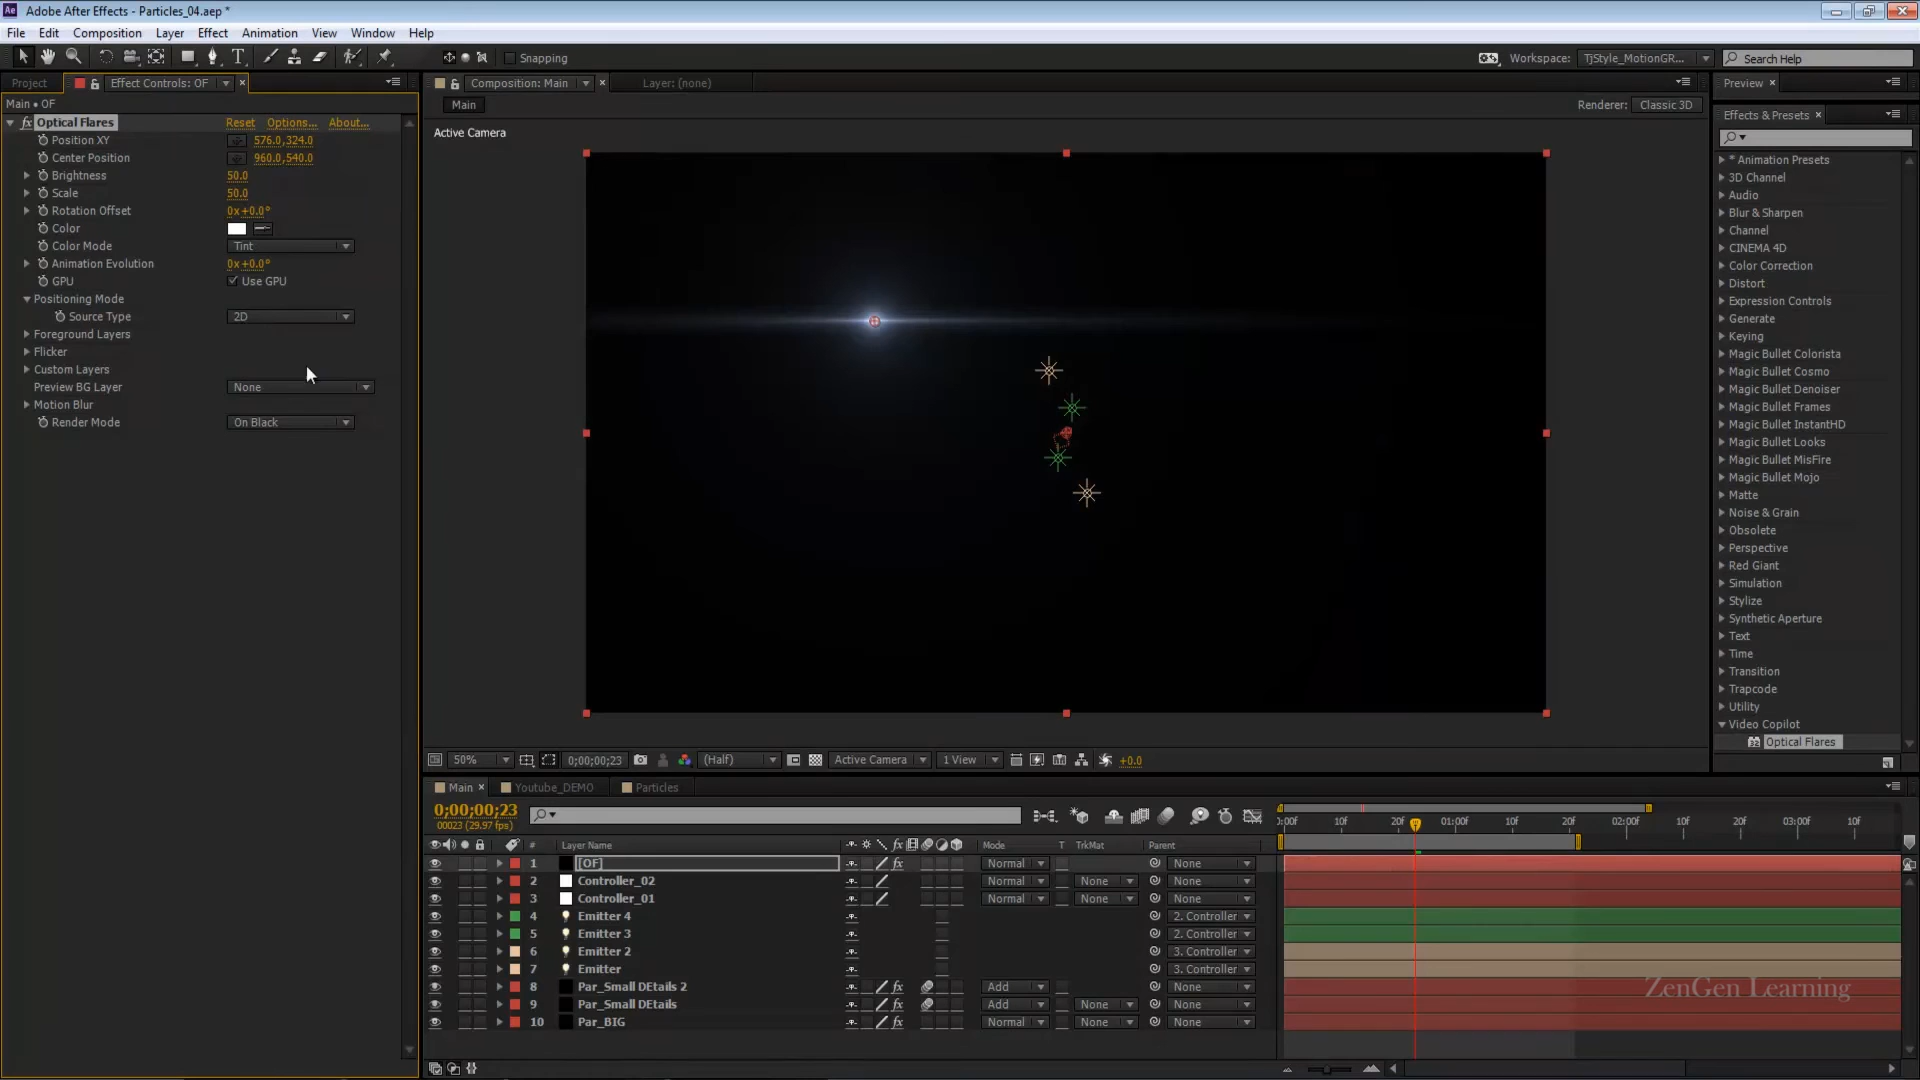 Adobe After Effects - Particles_04.aep *
File Edit Composition Layer Effect Animation View Window Help
Snapping Workspace: TjStyle_MotionGR... Search Help
Project Effect Controls: OF Composition: Main Layer: (none) Preview
Main • OF
Main Renderer: Classic 3D
Effects & Presets
Active Camera
fx Optical Flares Reset Options... About...
Position XY 576.0,324.0
Center Position 960.0,540.0
Brightness 50.0
Scale 50.0
Rotation Offset 0x+0.0°
Color
Color Mode Tint
Animation Evolution 0x+0.0°
GPU Use GPU
Positioning Mode
Source Type 2D
Foreground Layers
Flicker
Custom Layers
Preview BG Layer None
Motion Blur
Render Mode On Black
* Animation Presets
3D Channel
Audio
Blur & Sharpen
Channel
CINEMA 4D
Color Correction
Distort
Expression Controls
Generate
Keying
Magic Bullet Colorista
Magic Bullet Cosmo
Magic Bullet Denoiser
Magic Bullet Frames
Magic Bullet InstantHD
Magic Bullet Looks
Magic Bullet MisFire
Magic Bullet Mojo
Matte
Noise & Grain
Obsolete
Perspective
Red Giant
Simulation
Stylize
Synthetic Aperture
Text
Time
Transition
Trapcode
Utility
Video Copilot
Optical Flares
50% 0;00;00;23 (Half) Active Camera 1 View +0.0
Main Youtube_DEMO Particles
0;00;00;23
00023 (29.97 fps)
0:00f 10f 20f 01:00f 10f 20f 02:00f 10f 20f 03:00f 10f
# Layer Name fx Mode T TrkMat Parent
1 [OF] fx Normal None
2 Controller_02 Normal None None
3 Controller_01 Normal None None
4 Emitter 4 2. Controller
5 Emitter 3 2. Controller
6 Emitter 2 3. Controller
7 Emitter 3. Controller
8 Par_Small DEtails 2 fx Add None
9 Par_Small DEtails fx Add None None
10 Par_BIG fx Normal None None
ZenGen Learning